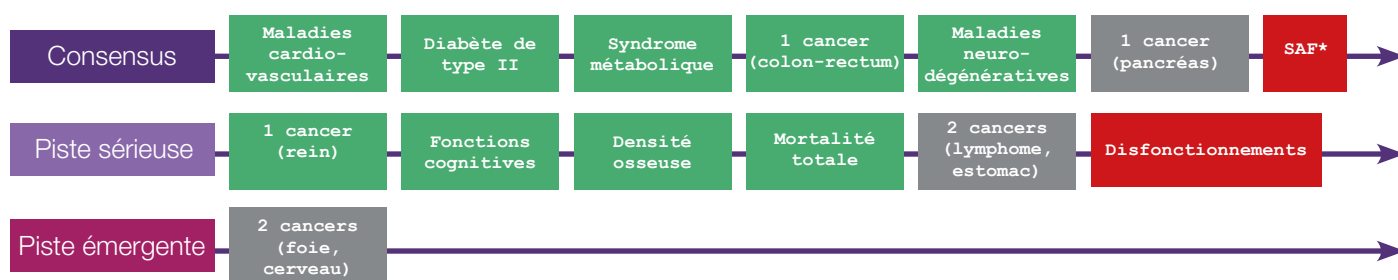 Consensus
Maladies
cardio-
vasculaires
Diabète de
type II
Syndrome
métabolique
1 cancer
(colon-rectum)
Maladies
neuro-
dégénératives
1 cancer
(pancréas)
SAF*
Piste sérieuse
1 cancer
(rein)
Fonctions
cognitives
Densité
osseuse
Mortalité
totale
2 cancers
(lymphome,
estomac)
Disfonctionnements
Piste émergente
2 cancers
(foie,
cerveau)